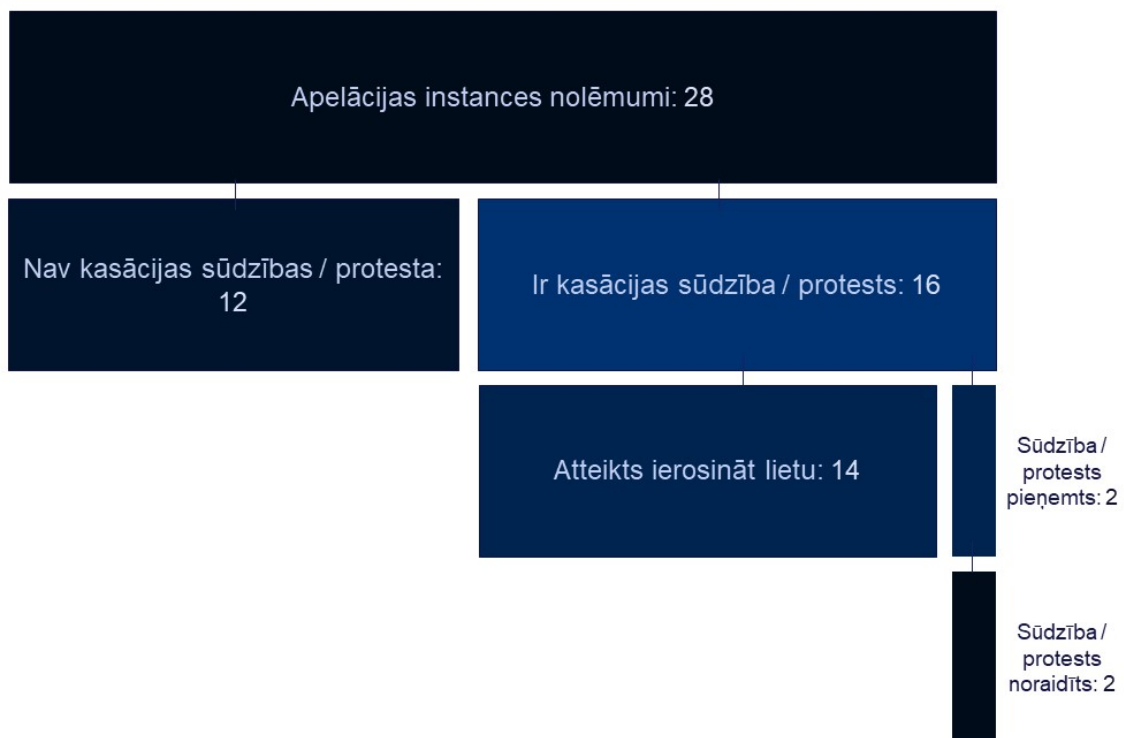 Apelācijas instances nolēmumi: 28
Nav kasācijas sūdzības / protesta:
12
Ir kasācijas sūdzība / protests: 16
Atteikts ierosināt lietu: 14
Sūdzība /
protests
pieņemts: 2
Sūdzība /
protests
noraidīts: 2